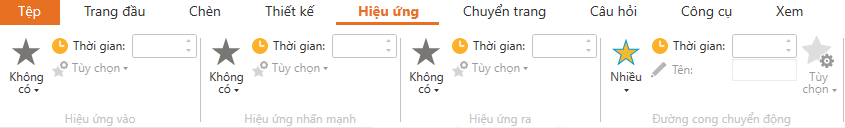 Tệp Trang đầu Chèn Thiết kế Hiệu ứng Chuyển trang Câu hỏi Công cụ Xem
Không có
Thời gian:
Tùy chọn
Hiệu ứng vào
Không có
Thời gian:
Tùy chọn
Hiệu ứng nhấn mạnh
Không có
Thời gian:
Tùy chọn
Hiệu ứng ra
Nhiều
Thời gian:
Tên:
Tùy
chọn
Đường cong chuyển động